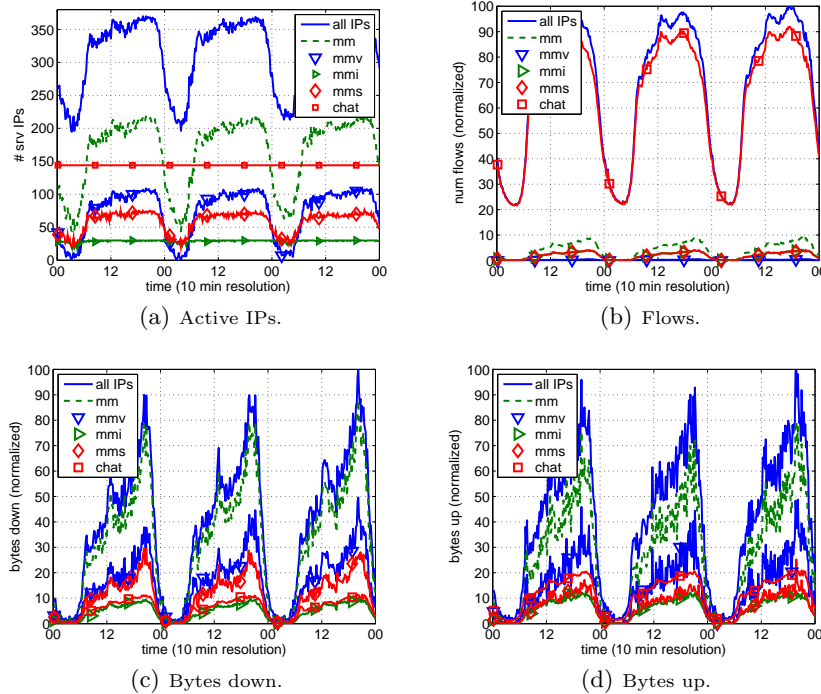 350
300
250
200
150
100
50
0
# srv IPs
all IPs
mm
mmv
mmi
mms
chat
00 12 00 12 00 12 00
time (10 min resolution)
(a) Active IPs.
100
90
80
70
60
50
40
30
20
10
0
num flows (normalized)
all IPs
mm
mmv
mmi
mms
chat
00 12 00 12 00 12 00
time (10 min resolution)
(b) Flows.
100
90
80
70
60
50
40
30
20
10
0
bytes down (normalized)
all IPs
mm
mmv
mmi
mms
chat
00 12 00 12 00 12 00
time (10 min resolution)
(c) Bytes down.
100
90
80
70
60
50
40
30
20
10
0
bytes up (normalized)
all IPs
mm
mmv
mmi
mms
chat
00 12 00 12 00 12 00
time (10 min resolution)
(d) Bytes up.